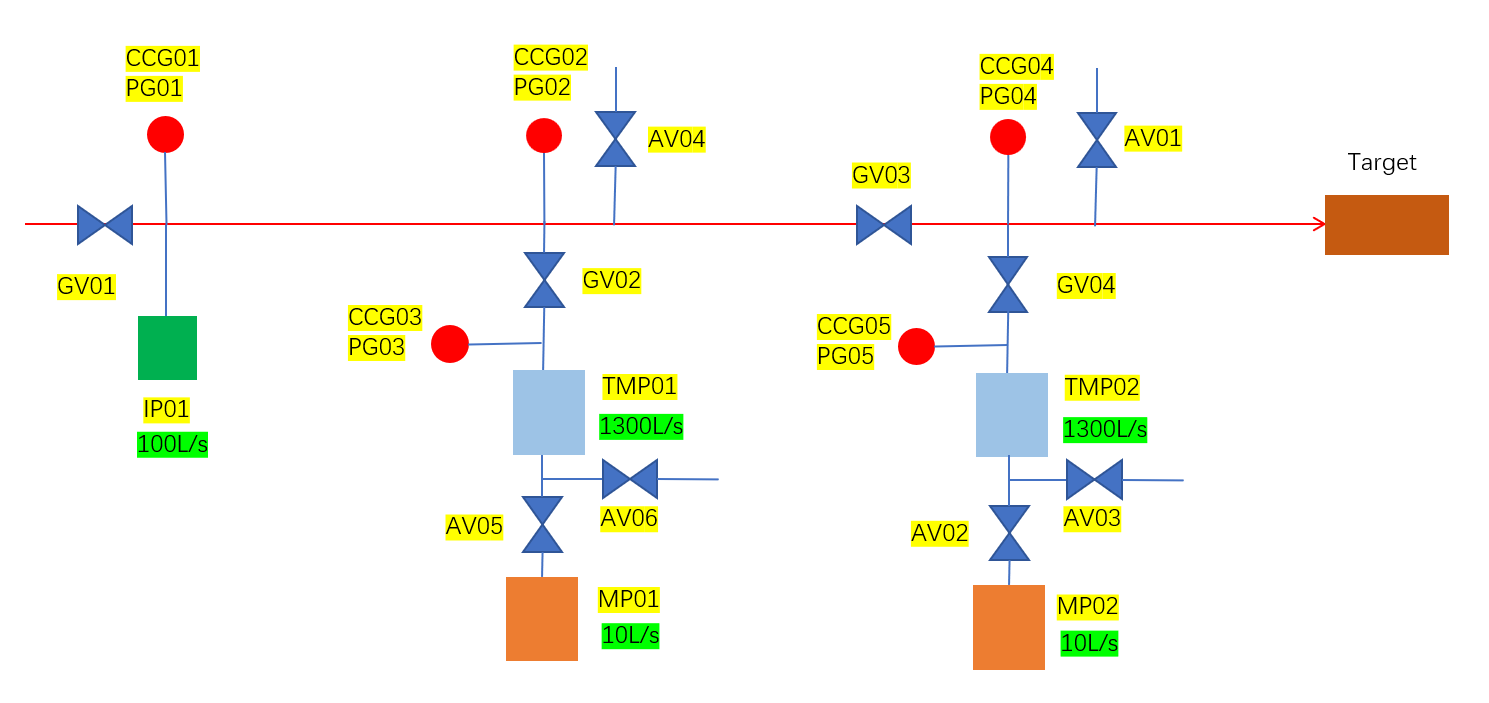 CCG01
PG01
CCG02
PG02
AV04
CCG04
PG04
AV01
GV03
Target
GV01
GV02
GV04
CCG03
PG03
CCG05
PG05
TMP01
1300L/s
TMP02
1300L/s
IP01
100L/s
AV05
AV06
AV02
AV03
MP01
10L/s
MP02
10L/s